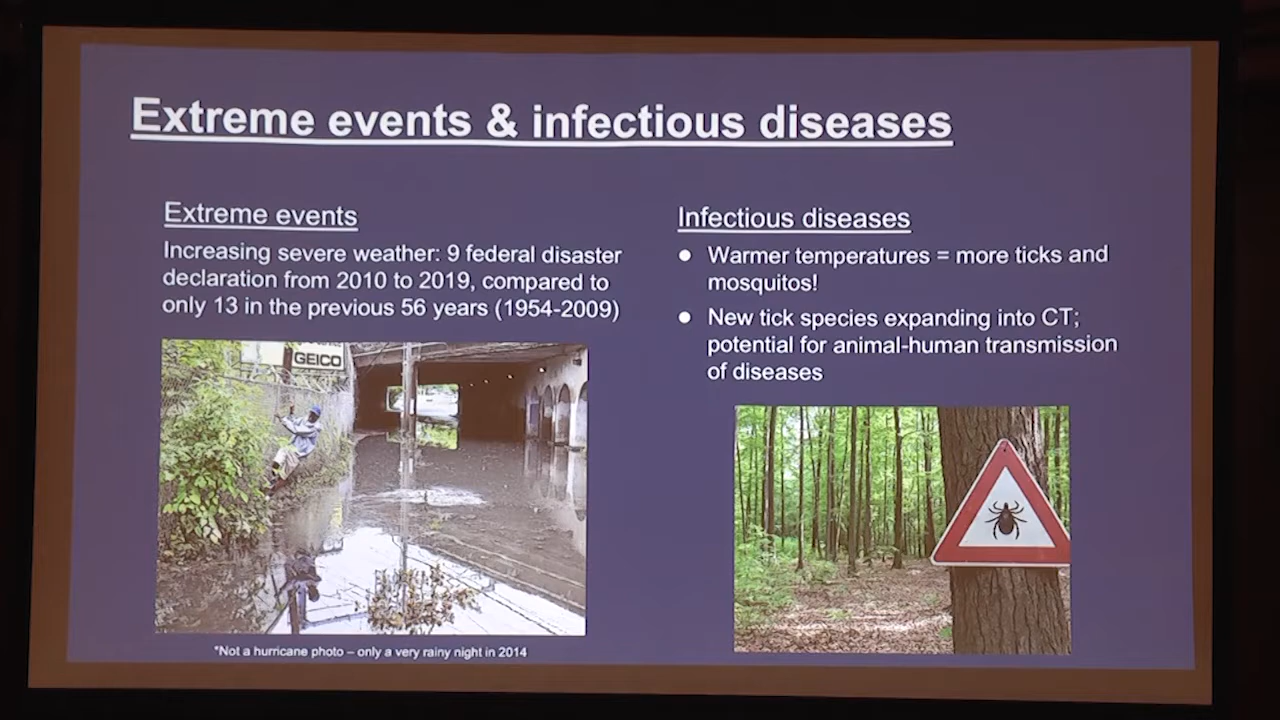 Extreme events & infectious diseases
Extreme events
Increasing severe weather: 9 federal disaster
declaration from 2010 to 2019, compared to
only 13 in the previous 56 years (1954-2009)
GEICO
*Not a hurricane photo – only a very rainy night in 2014
Infectious diseases
● Warmer temperatures = more ticks and
mosquitos!
● New tick species expanding into CT;
potential for animal-human transmission
of diseases